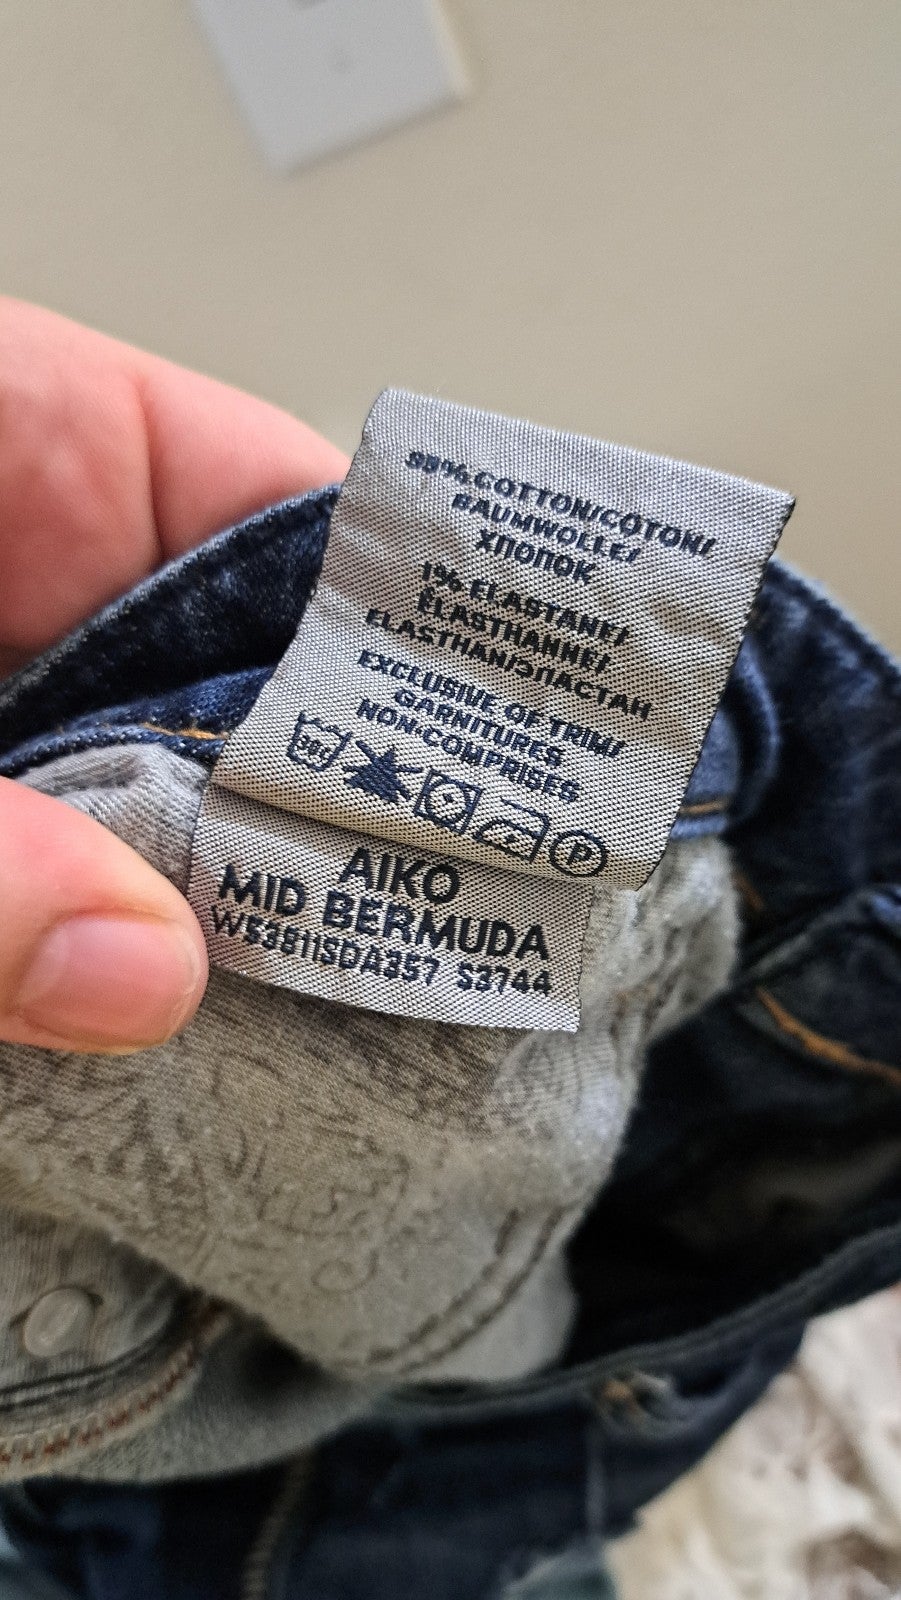 99% COTTON/COTON/
BAUMWOLLE/
ХЛОПОК
1% ELASTANE/
ÉLASTHANNE/
ELASTHAN/ЭЛАСТАН
EXCLUSIVE OF TRIM/
GARNITURES
NON-COMPRISES
30c
P
AIKO
MID BERMUDA
W53811SDA357 S3744